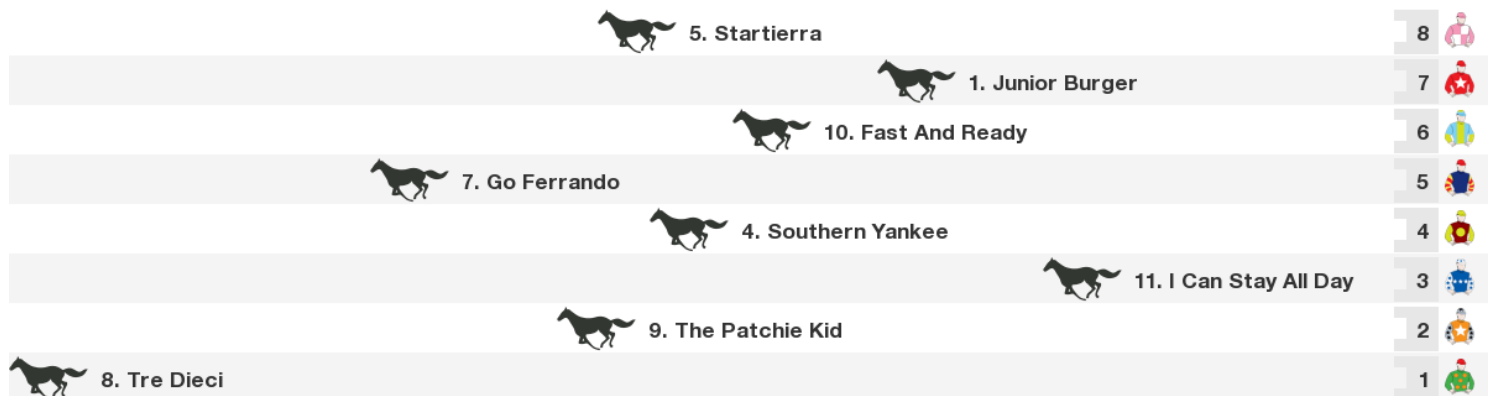 5. Startierra 8
1. Junior Burger 7
10. Fast And Ready 6
7. Go Ferrando 5
4. Southern Yankee 4
11. I Can Stay All Day 3
9. The Patchie Kid 2
8. Tre Dieci 1